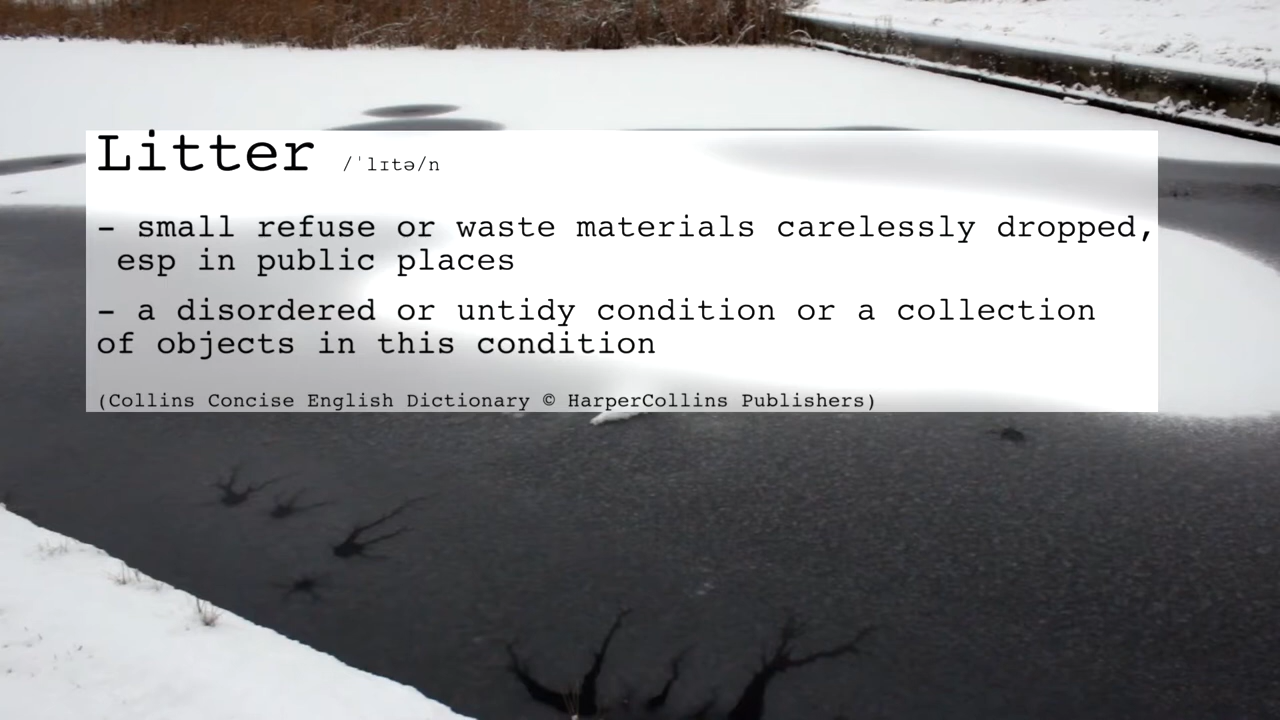 Litter /ˈlɪtə/n
- small refuse or waste materials carelessly dropped,
esp in public places
- a disordered or untidy condition or a collection
of objects in this condition
(Collins Concise English Dictionary © HarperCollins Publishers)